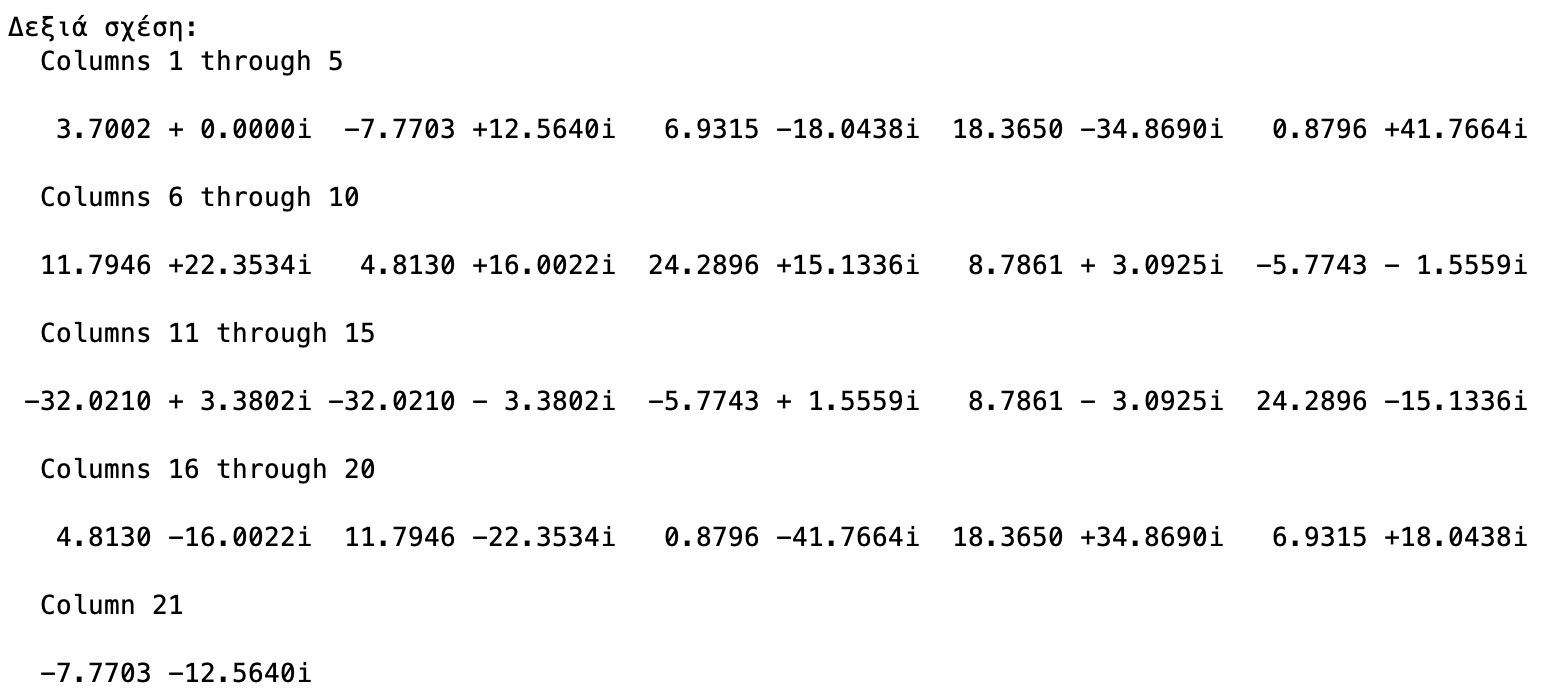 Δεξιά σχέση:
Columns 1 through 5
3.7002 + 0.0000i -7.7703 +12.5640i 6.9315 -18.0438i 18.3650 -34.8690i 0.8796 +41.7664i
Columns 6 through 10
11.7946 +22.3534i 4.8130 +16.0022i 24.2896 +15.1336i 8.7861 + 3.0925i -5.7743 - 1.5559i
Columns 11 through 15
-32.0210 + 3.3802i -32.0210 - 3.3802i -5.7743 + 1.5559i 8.7861 - 3.0925i 24.2896 -15.1336i
Columns 16 through 20
4.8130 -16.0022i 11.7946 -22.3534i 0.8796 -41.7664i 18.3650 +34.8690i 6.9315 +18.0438i
Column 21
-7.7703 -12.5640i